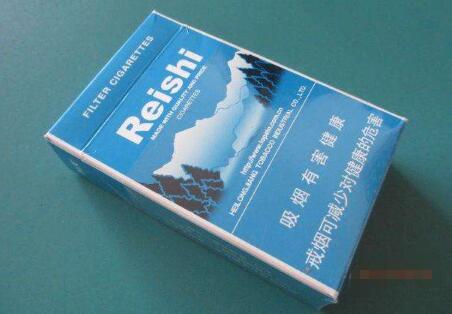 FILTER CIGARETTES
Reishi
MADE WITH QUALITY AND PRIDE
CIGARETTES
HEILONGJIANG TOBACCO INDUSTRIAL CO.,LTD.
吸烟有害健康
戒烟可减少对健康的危害